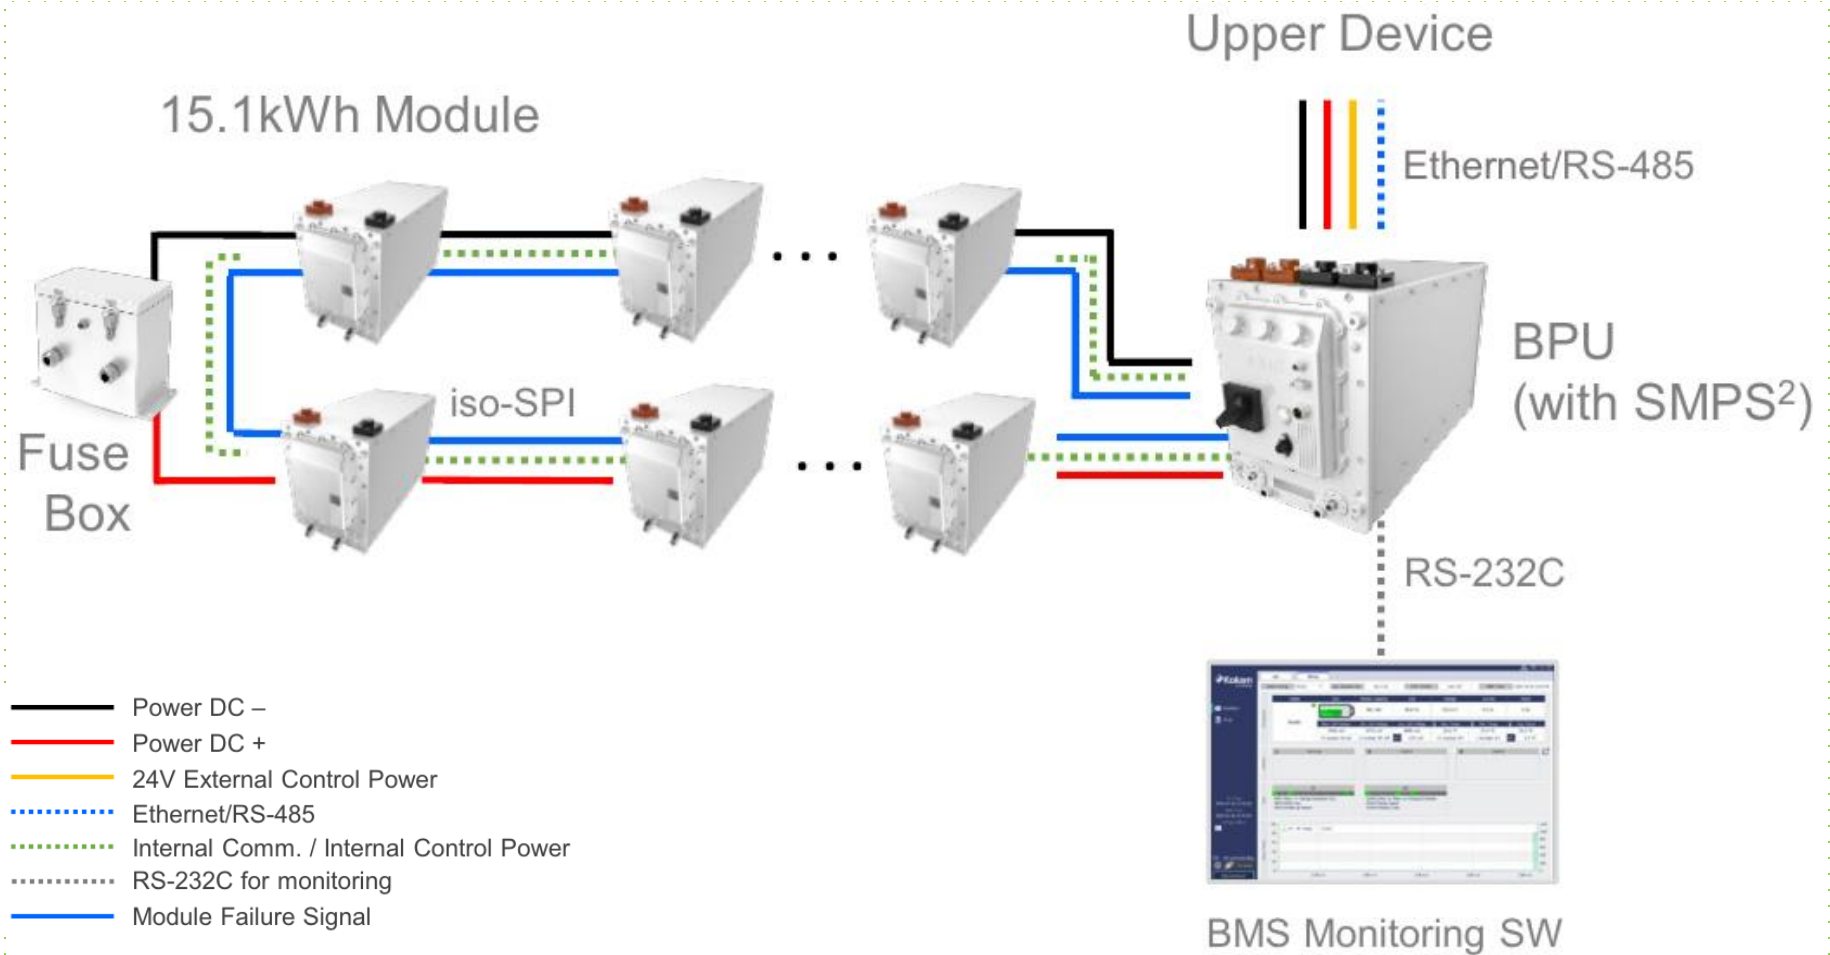 Upper Device
15.1kWh Module
Ethernet/RS-485
BPU
(with SMPS²)
iso-SPI
Fuse
Box
RS-232C
Kokam
Power DC –
Power DC +
24V External Control Power
Ethernet/RS-485
Internal Comm. / Internal Control Power
RS-232C for monitoring
Module Failure Signal
BMS Monitoring SW